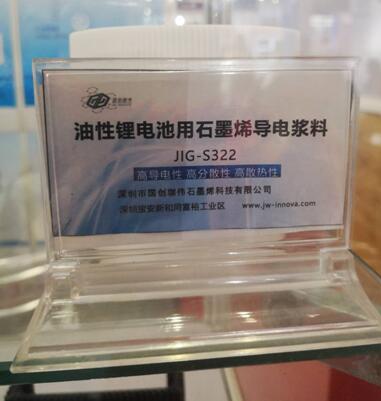 油性锂电池用石墨烯导电浆料
JIG-S322
高导电性 高分散性 高散热性
深圳市国创珈伟石墨烯科技有限公司
深圳宝安新和同富裕工业区 www.jw-innova.com